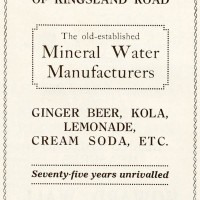 OF KINGSLAND ROAD
The old-established
Mineral Water
Manufacturers
GINGER BEER, KOLA,
LEMONADE,
CREAM SODA, ETC.
Seventy-five years unrivalled